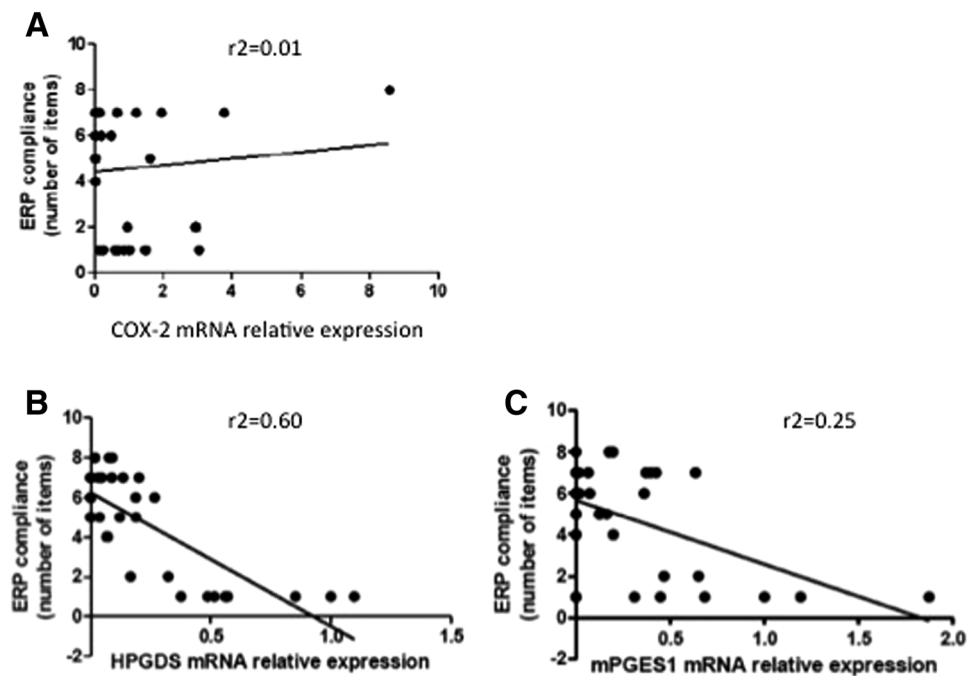 A
r2=0.01
ERP compliance
(number of items)
10
8
6
4
2
0
0 2 4 6 8 10
COX-2 mRNA relative expression
B
r2=0.60
ERP compliance
(number of items)
10
8
6
4
2
0
-2
0.5 1.0 1.5
HPGDS mRNA relative expression
C
r2=0.25
ERP compliance
(number of items)
10
8
6
4
2
0
-2
0.5 1.0 1.5 2.0
mPGES1 mRNA relative expression